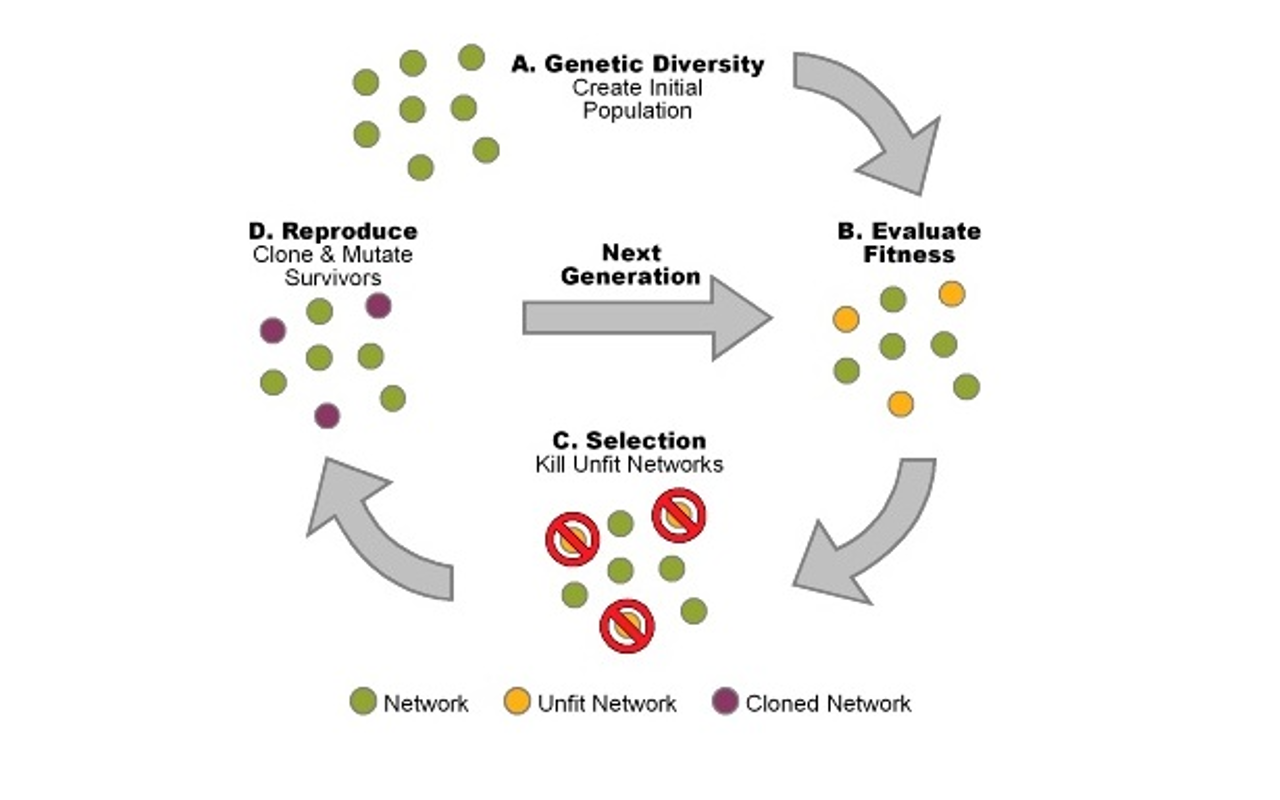 A. Genetic Diversity
Create Initial
Population
D. Reproduce
Clone & Mutate
Survivors
Next
Generation
B. Evaluate
Fitness
C. Selection
Kill Unfit Networks
Network
Unfit Network
Cloned Network